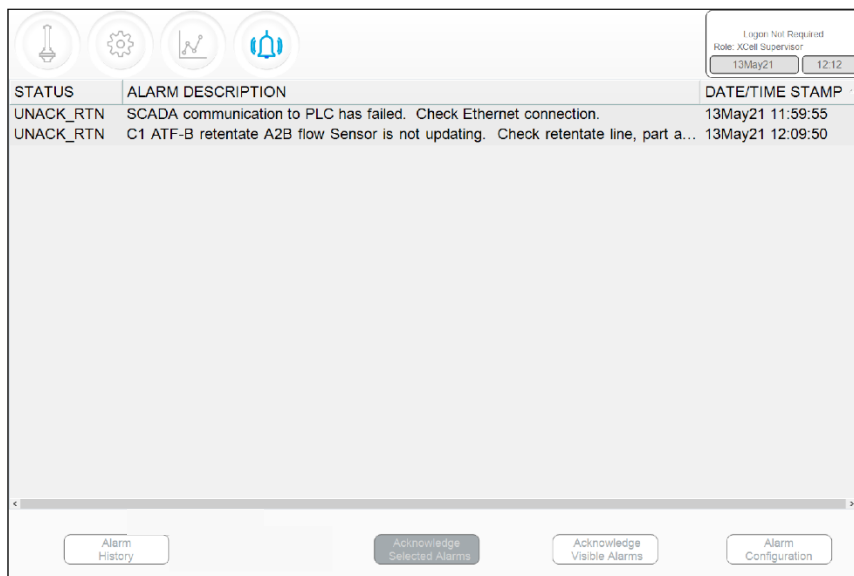 Logon Not Required
Role: XCell Supervisor
13May21 12:12
STATUS ALARM DESCRIPTION DATE/TIME STAMP
UNACK_RTN SCADA communication to PLC has failed. Check Ethernet connection. 13May21 11:59:55
UNACK_RTN C1 ATF-B retentate A2B flow Sensor is not updating. Check retentate line, part a... 13May21 12:09:50
Alarm
History
Acknowledge
Selected Alarms
Acknowledge
Visible Alarms
Alarm
Configuration